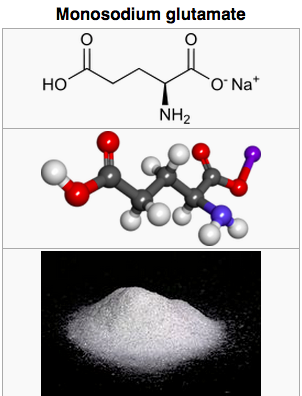 Monosodium glutamate
O O
HO O⁻ Na⁺
NH₂